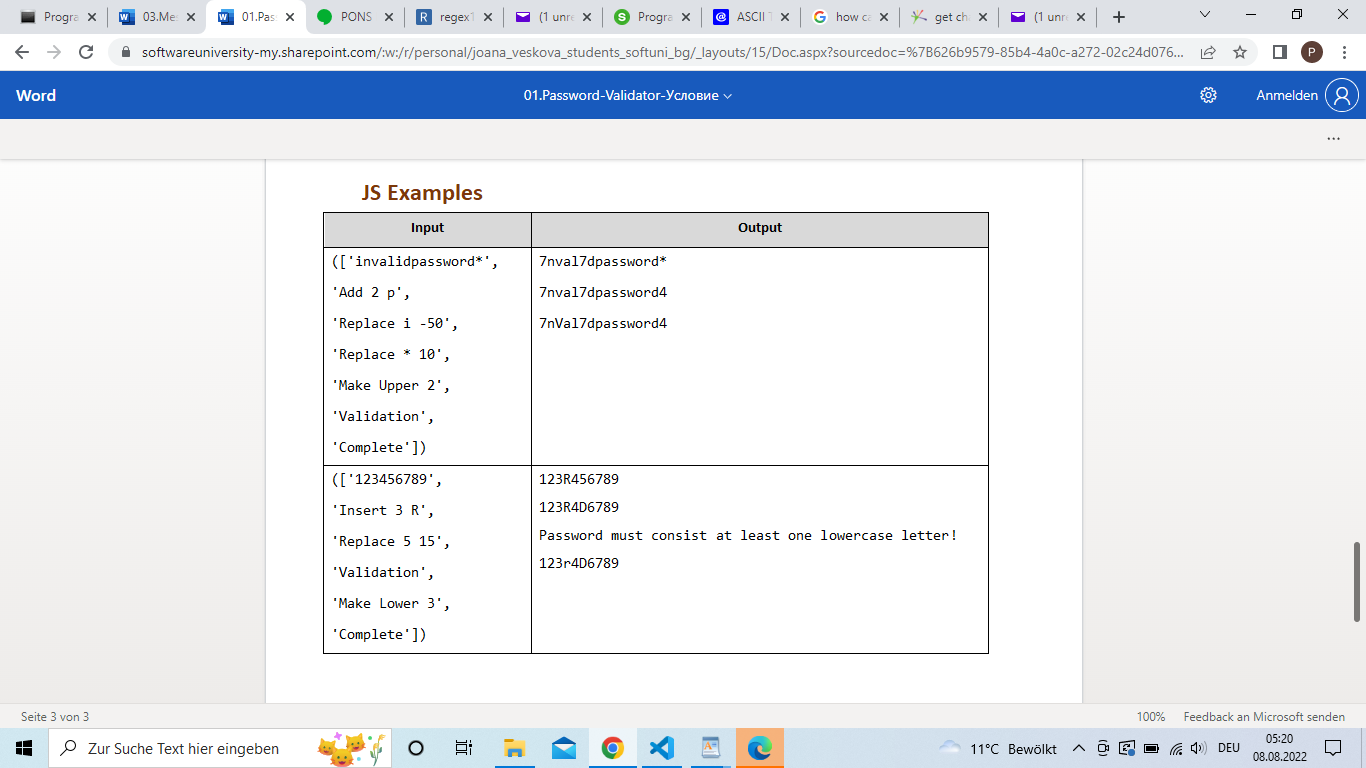 Progra
03.Mes
01.Pas
PONS
regex1
(1 unre
Progra
ASCII T
how ca
get cha
(1 unre
softwareuniversity-my.sharepoint.com/:w:/r/personal/joana_veskova_students_softuni_bg/_layouts/15/Doc.aspx?sourcedoc=%7B626b9579-85b4-4a0c-a272-02c24d076...
P
Word
01.Password-Validator-Условие
Anmelden
JS Examples
Input Output
(['invalidpassword*', 7nval7dpassword*
'Add 2 p', 7nval7dpassword4
'Replace i -50', 7nVal7dpassword4
'Replace * 10',
'Make Upper 2',
'Validation',
'Complete'])
(['123456789', 123R456789
'Insert 3 R', 123R4D6789
'Replace 5 15', Password must consist at least one lowercase letter!
'Validation', 123r4D6789
'Make Lower 3',
'Complete'])
Seite 3 von 3
100% Feedback an Microsoft senden
Zur Suche Text hier eingeben
11°C Bewölkt
DEU
05:20
08.08.2022